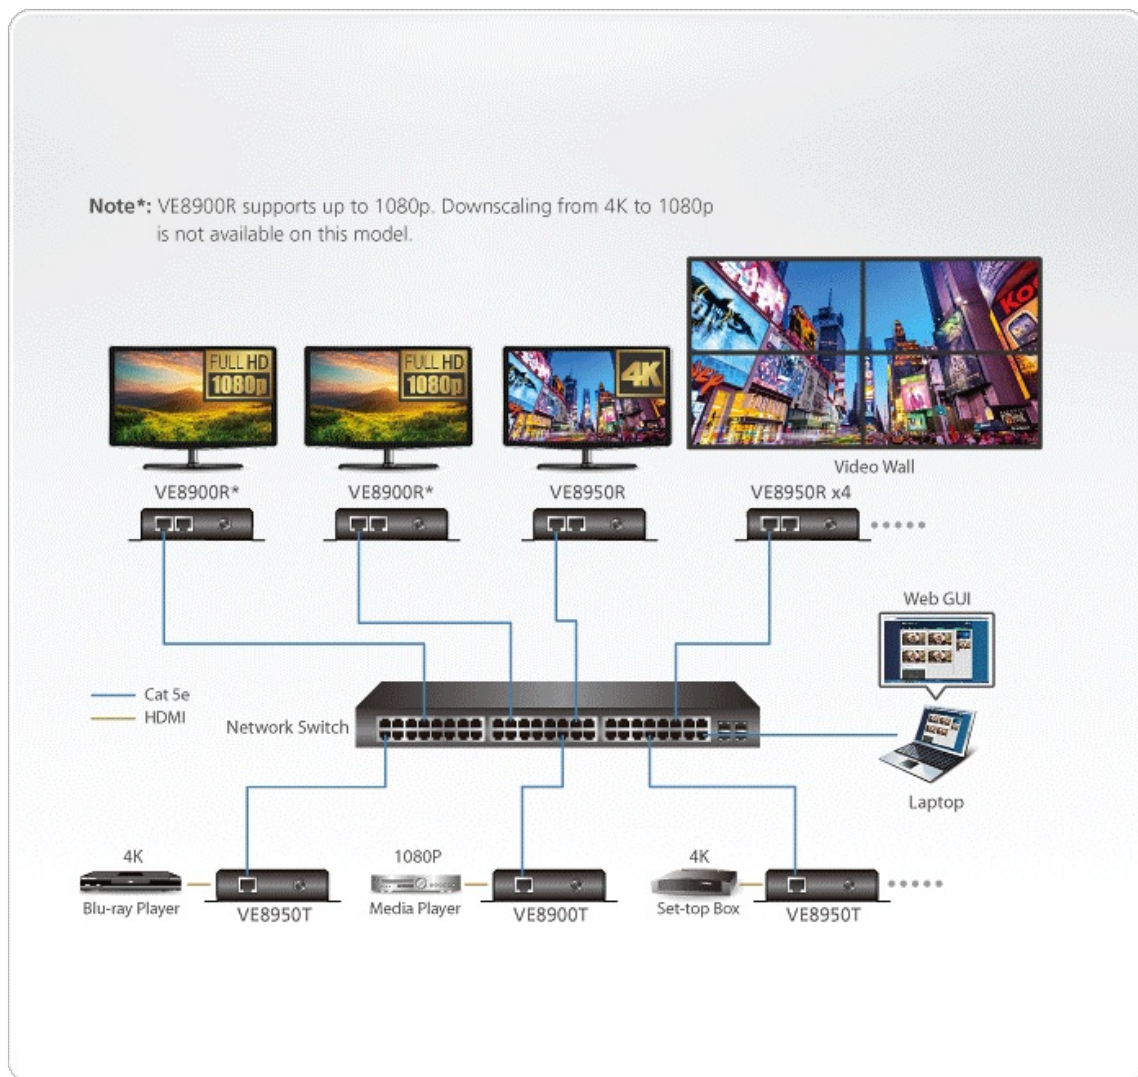 Note*: VE8900R supports up to 1080p. Downscaling from 4K to 1080p
is not available on this model.
FULL HD
1080p
FULL HD
1080p
4K
Video Wall
VE8900R*
VE8900R*
VE8950R
VE8950R x4
Web GUI
Cat 5e
HDMI
Network Switch
Laptop
4K
1080P
4K
Blu-ray Player
VE8950T
Media Player
VE8900T
Set-top Box
VE8950T